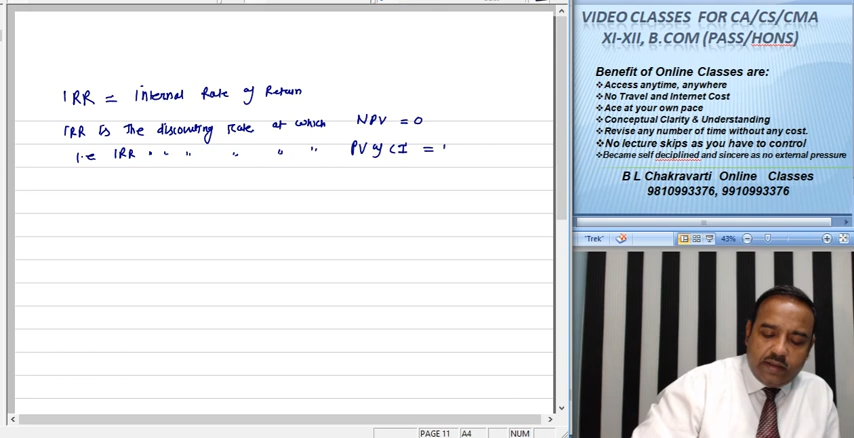 IRR = Internal Rate of Return
IRR is the discounting Rate at which NPV = 0
i.e IRR " " " " " " PV of CI =
VIDEO CLASSES FOR CA/CS/CMA
XI-XII, B.COM (PASS/HONS)
Benefit of Online Classes are:
❖Access anytime, anywhere
❖No Travel and Internet Cost
❖Ace at your own pace
❖Conceptual Clarity & Understanding
❖Revise any number of time without any cost.
❖No lecture skips as you have to control
❖Became self deciplined and sincere as no external pressure
B L Chakravarti Online Classes
9810993376, 9910993376
"Trek" 43%
PAGE 11 A4 NUM